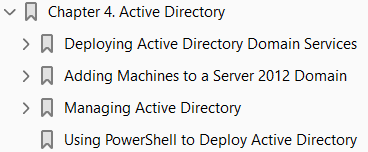 Chapter 4. Active Directory
Deploying Active Directory Domain Services
Adding Machines to a Server 2012 Domain
Managing Active Directory
Using PowerShell to Deploy Active Directory